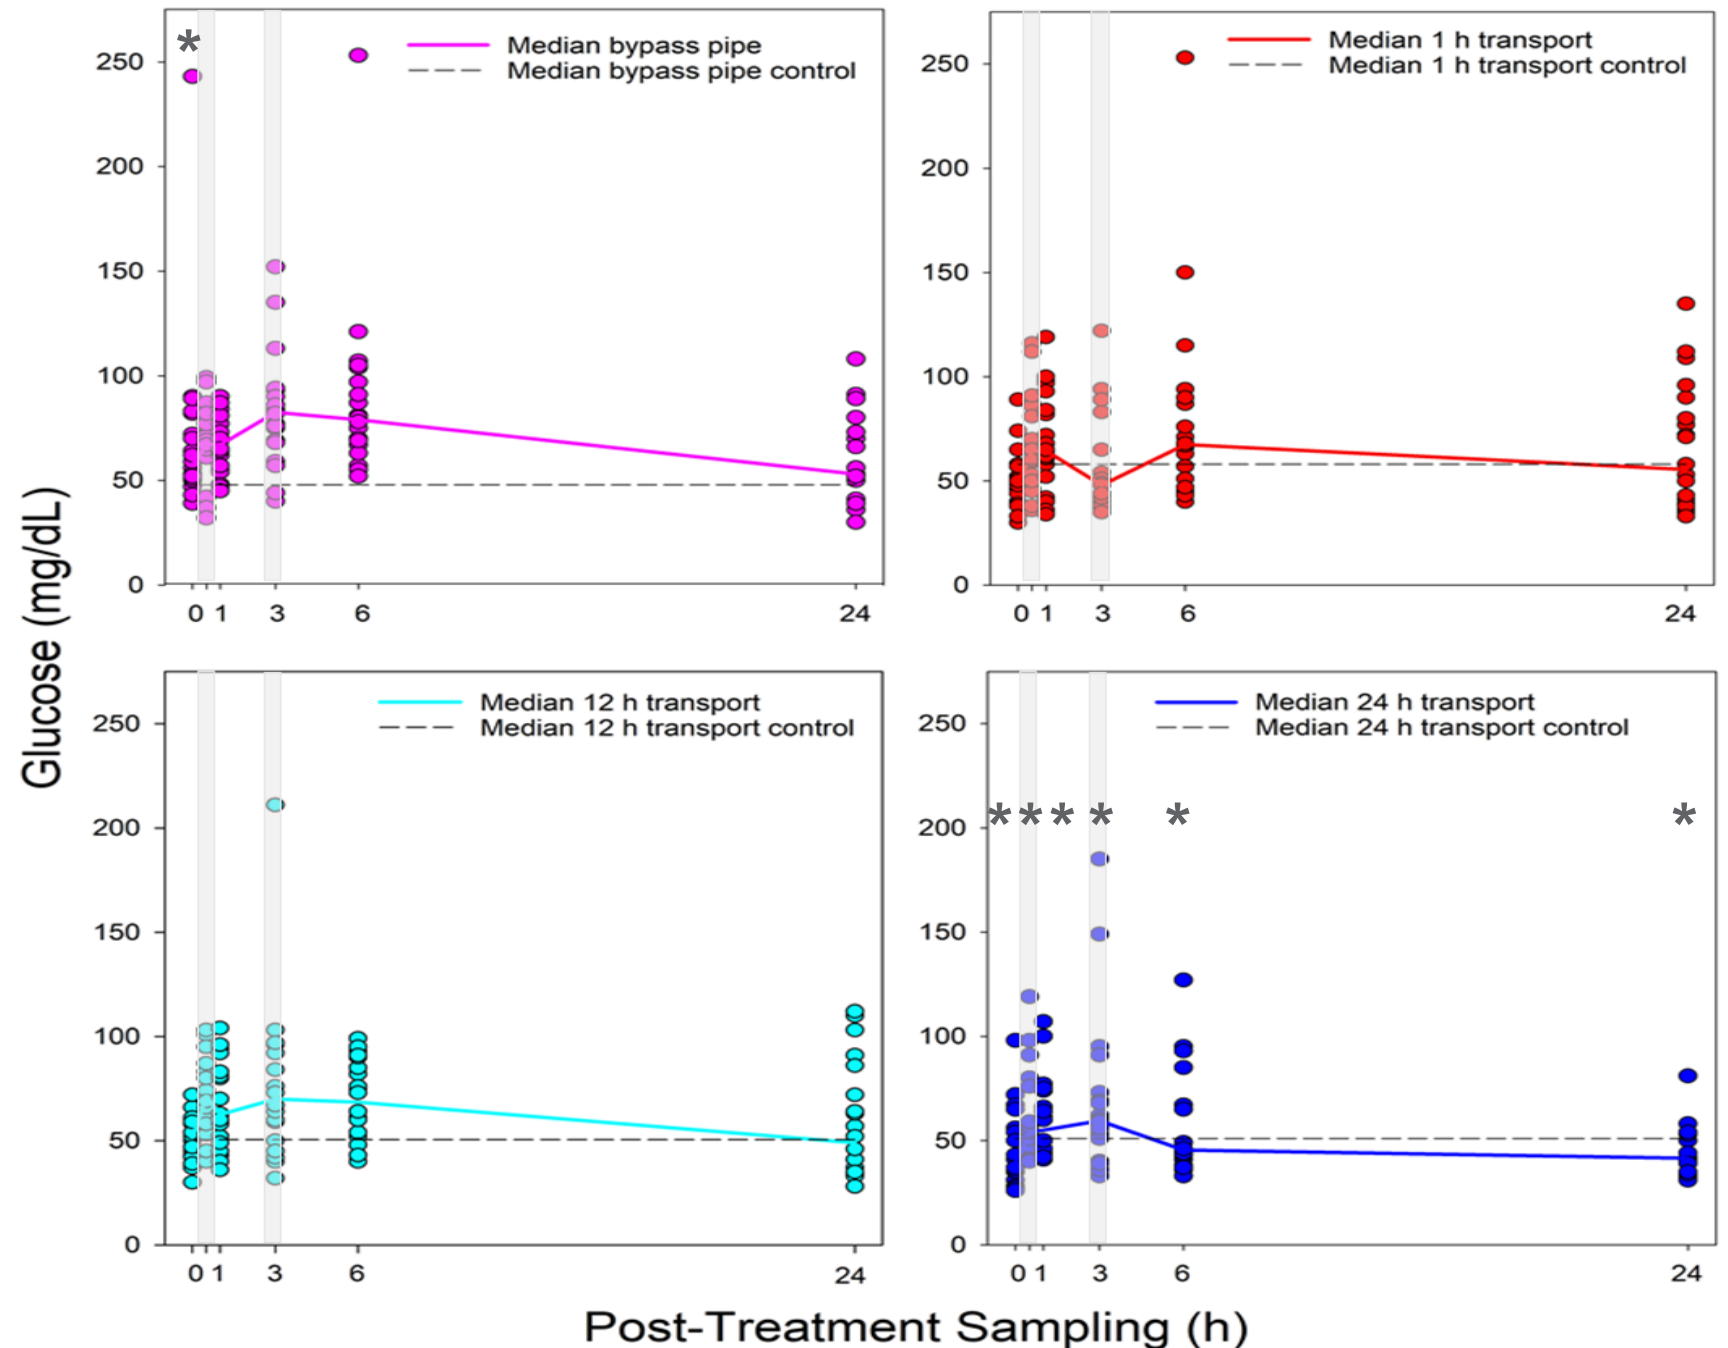 Glucose (mg/dL)
*
Median bypass pipe
Median bypass pipe control
250
200
150
100
50
0
0 1 3 6 24
Median 1 h transport
Median 1 h transport control
250
200
150
100
50
0
0 1 3 6 24
Median 12 h transport
Median 12 h transport control
250
200
150
100
50
0
0 1 3 6 24
Median 24 h transport
Median 24 h transport control
250
* * * * * *
200
150
100
50
0
0 1 3 6 24
Post-Treatment Sampling (h)